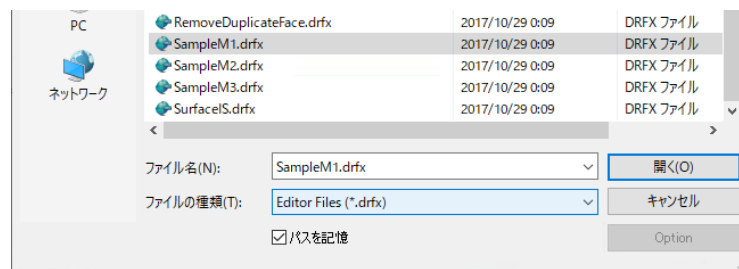 PC
RemoveDuplicateFace.drfx 2017/10/29 0:09 DRFX ファイル
SampleM1.drfx 2017/10/29 0:09 DRFX ファイル
SampleM2.drfx 2017/10/29 0:09 DRFX ファイル
ネットワーク
SampleM3.drfx 2017/10/29 0:09 DRFX ファイル
SurfaceIS.drfx 2017/10/29 0:09 DRFX ファイル
ファイル名(N): SampleM1.drfx 開く(O)
ファイルの種類(T): Editor Files (*.drfx) キャンセル
パスを記憶 Option